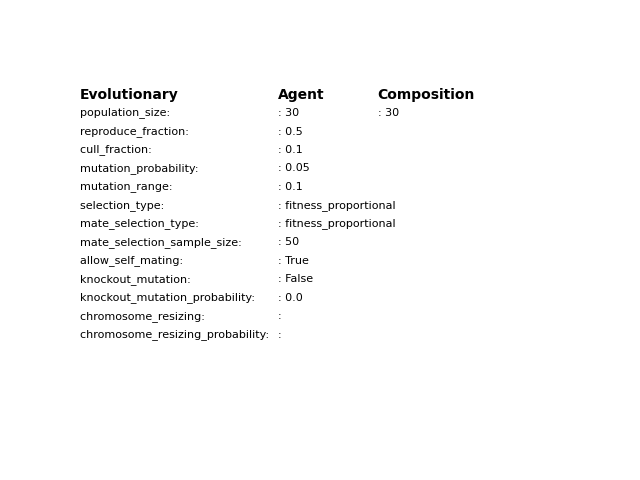 Evolutionary Agent Composition
population_size: : 30 : 30
reproduce_fraction: : 0.5
cull_fraction: : 0.1
mutation_probability: : 0.05
mutation_range: : 0.1
selection_type: : fitness_proportional
mate_selection_type: : fitness_proportional
mate_selection_sample_size: : 50
allow_self_mating: : True
knockout_mutation: : False
knockout_mutation_probability: : 0.0
chromosome_resizing: :
chromosome_resizing_probability: :